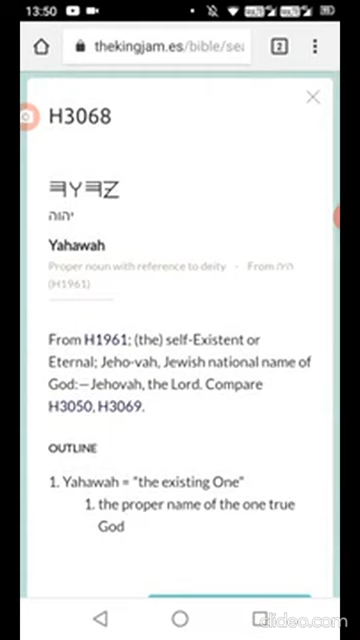 13:50
thekingjam.es/bible/sea
2
H3068
𐤉𐤄𐤅𐤄
יהוה
Yahawah
Proper noun with reference to deity - From היה
(H1961)
From H1961; (the) self-Existent or
Eternal; Jeho-vah, Jewish national name of
God:—Jehovah, the Lord. Compare
H3050, H3069.
OUTLINE
1. Yahawah = "the existing One"
1. the proper name of the one true
God
clideo.com